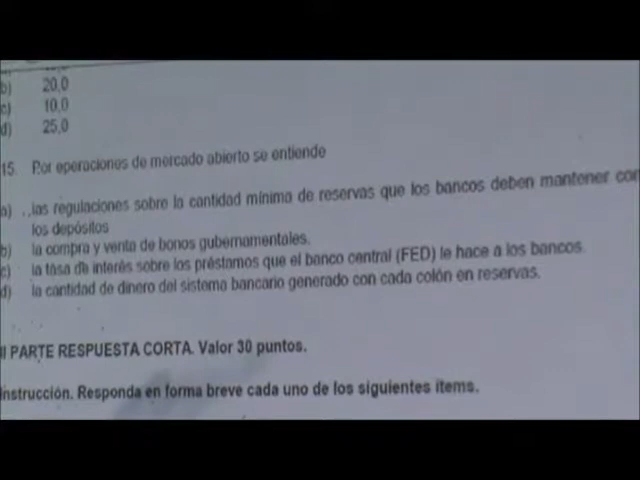 b) 20,0
c) 10,0
d) 25,0
15. Por operaciones de mercado abierto se entiende
a) las regulaciones sobre la cantidad mínima de reservas que los bancos deben mantener con
los depósitos
b) la compra y venta de bonos gubernamentales.
c) la tasa de interés sobre los préstamos que el banco central (FED) le hace a los bancos.
d) la cantidad de dinero del sistema bancario generado con cada colón en reservas.
II PARTE RESPUESTA CORTA. Valor 30 puntos.
Instrucción. Responda en forma breve cada uno de los siguientes ítems.